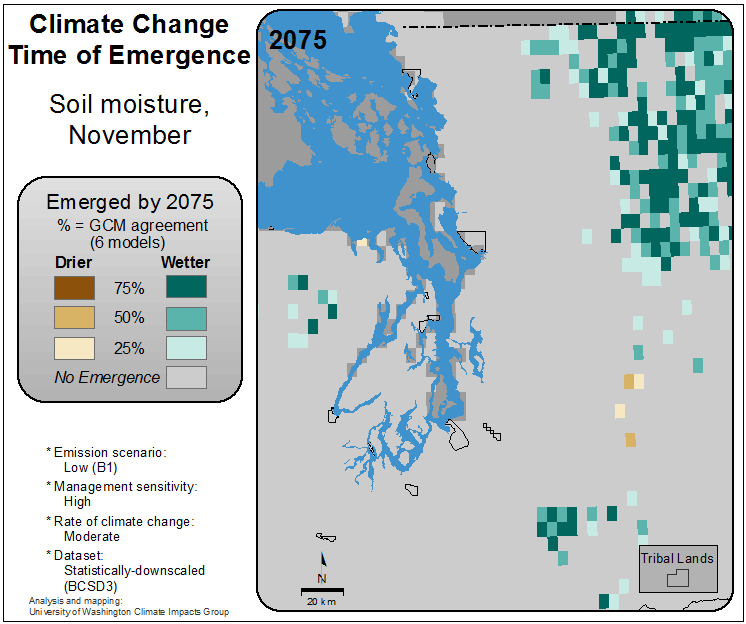 Climate Change
Time of Emergence
Soil moisture,
November
Emerged by 2075
% = GCM agreement
(6 models)
Drier Wetter
75%
50%
25%
No Emergence
* Emission scenario:
Low (B1)
* Management sensitivity:
High
* Rate of climate change:
Moderate
* Dataset:
Statistically-downscaled
(BCSD3)
Analysis and mapping:
University of Washington Climate Impacts Group
2075
N
20 km
Tribal Lands